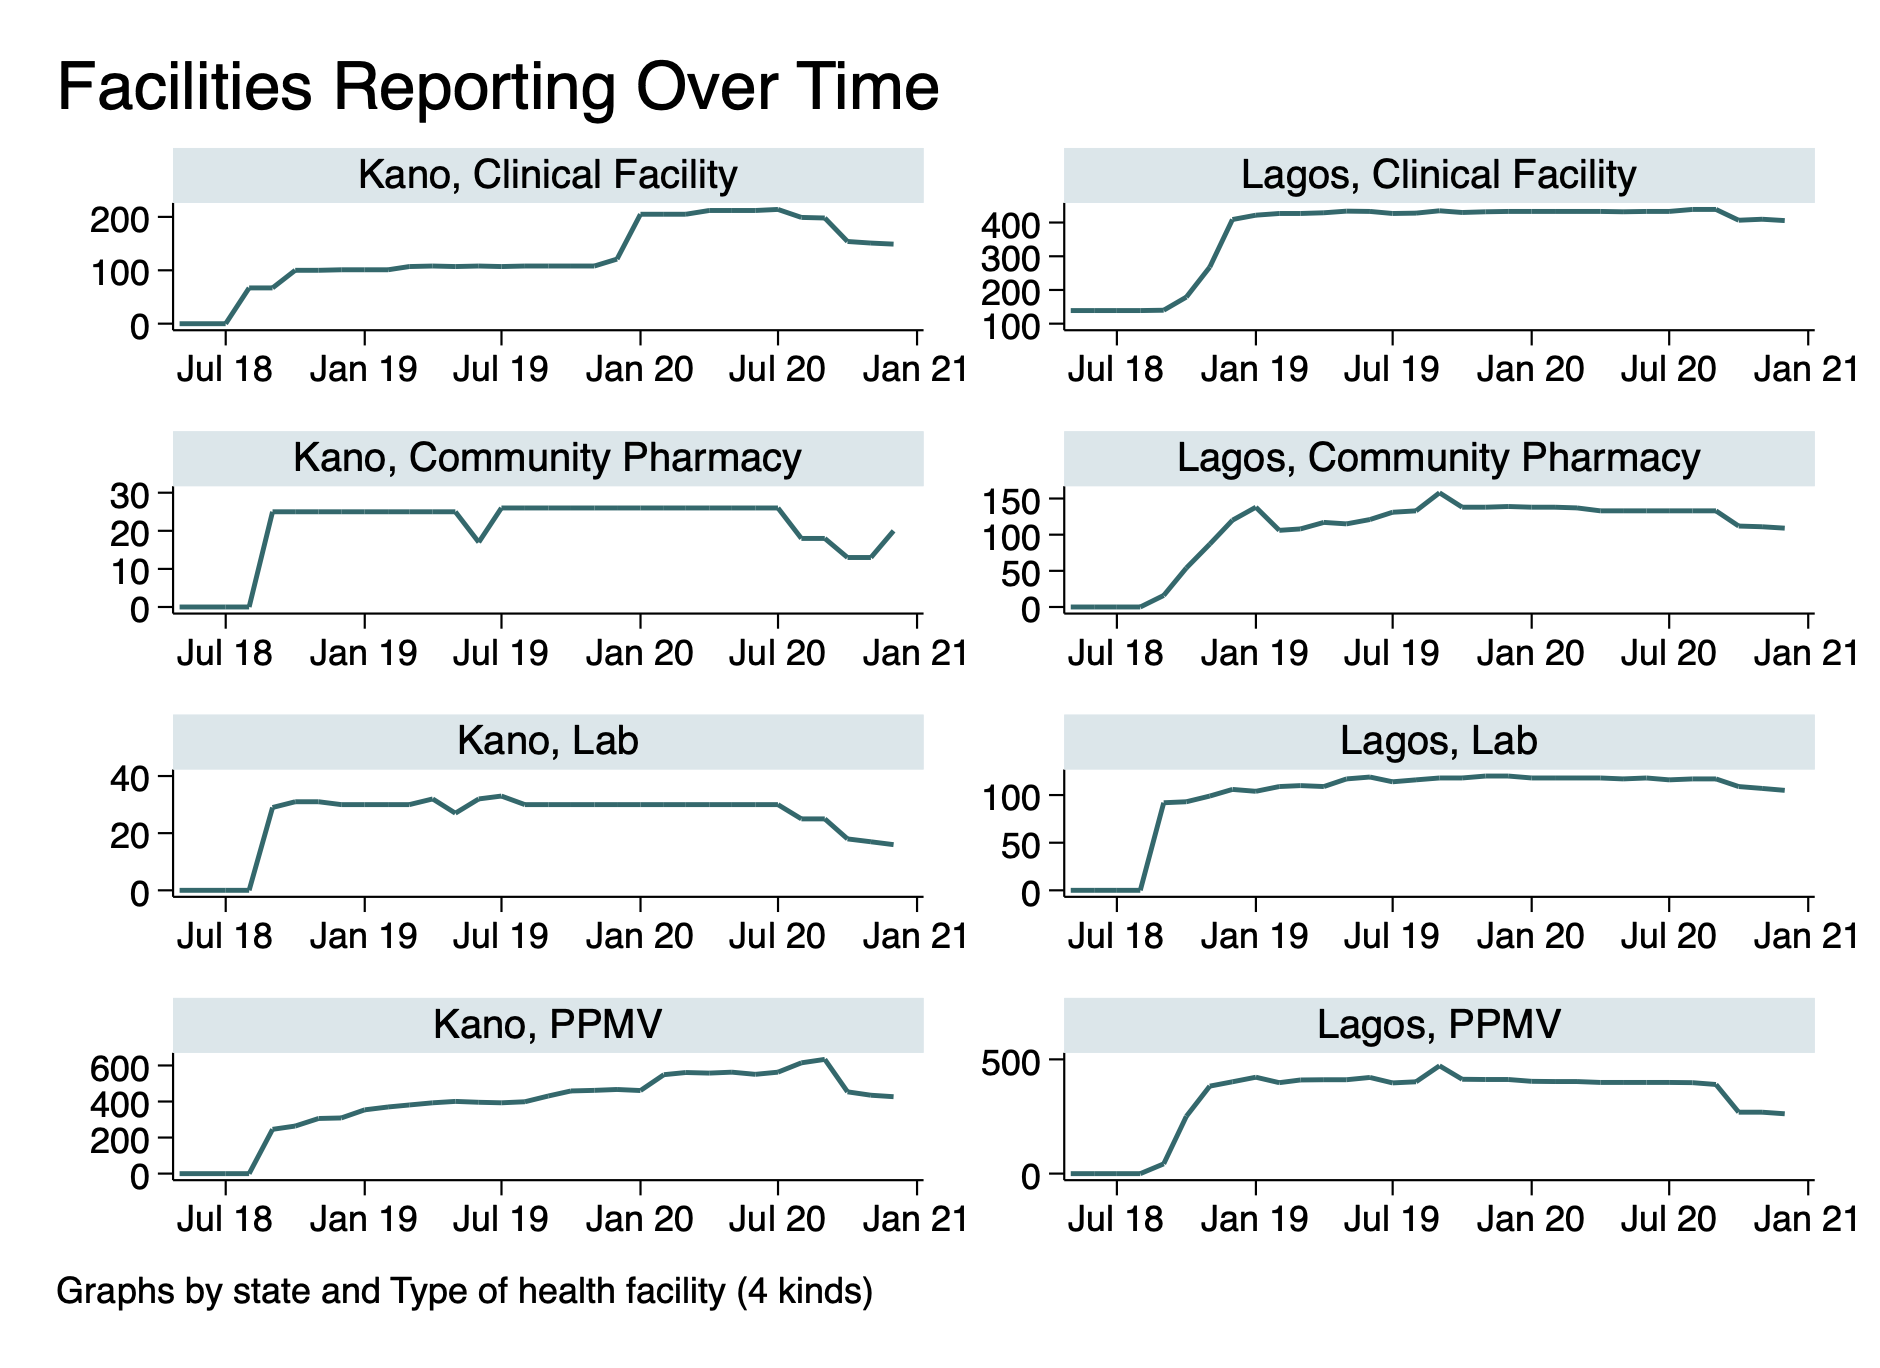 Facilities Reporting Over Time
Kano, Clinical Facility
200
100
0
Jul 18 Jan 19 Jul 19 Jan 20 Jul 20 Jan 21
Lagos, Clinical Facility
400
300
200
100
Jul 18 Jan 19 Jul 19 Jan 20 Jul 20 Jan 21
Kano, Community Pharmacy
30
20
10
0
Jul 18 Jan 19 Jul 19 Jan 20 Jul 20 Jan 21
Lagos, Community Pharmacy
150
100
50
0
Jul 18 Jan 19 Jul 19 Jan 20 Jul 20 Jan 21
Kano, Lab
40
20
0
Jul 18 Jan 19 Jul 19 Jan 20 Jul 20 Jan 21
Lagos, Lab
100
50
0
Jul 18 Jan 19 Jul 19 Jan 20 Jul 20 Jan 21
Kano, PPMV
600
400
200
0
Jul 18 Jan 19 Jul 19 Jan 20 Jul 20 Jan 21
Lagos, PPMV
500
0
Jul 18 Jan 19 Jul 19 Jan 20 Jul 20 Jan 21
Graphs by state and Type of health facility (4 kinds)